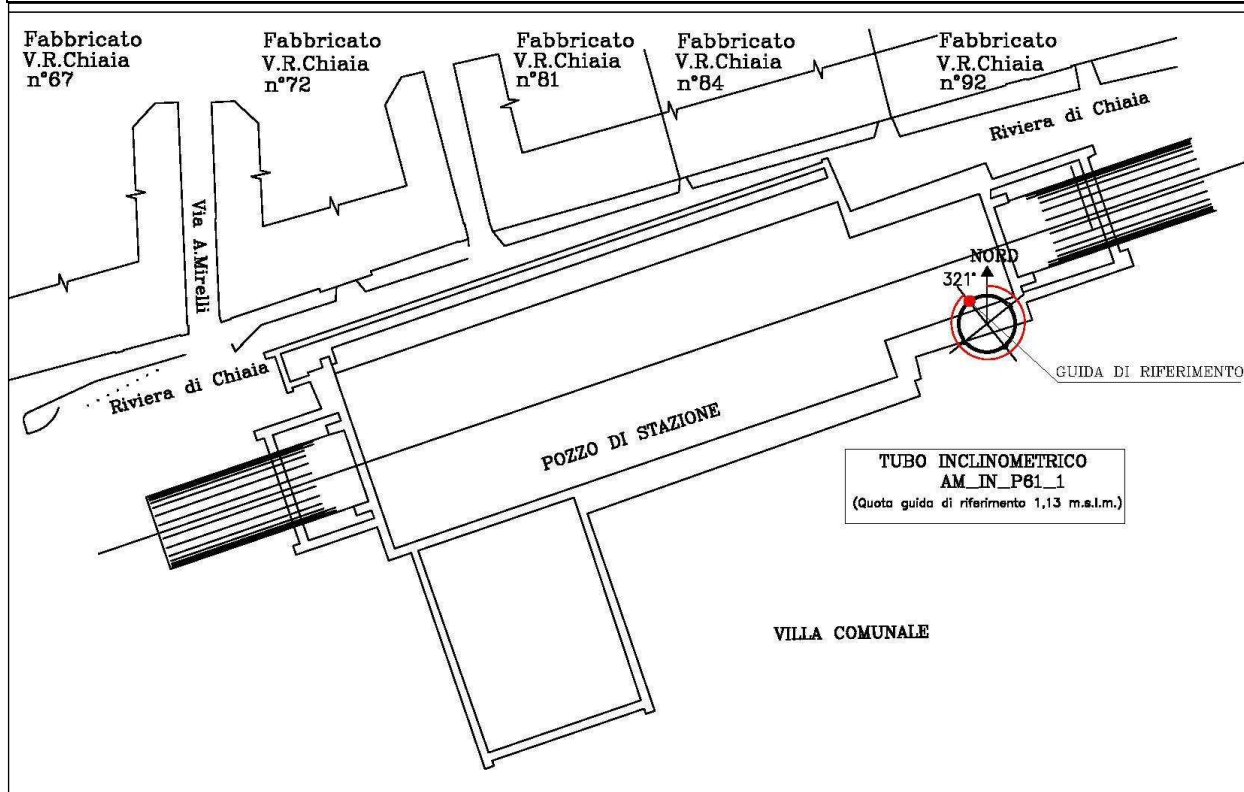 Fabbricato
V.R.Chiaia
n°67
Fabbricato
V.R.Chiaia
n°72
Fabbricato
V.R.Chiaia
n°81
Fabbricato
V.R.Chiaia
n°84
Fabbricato
V.R.Chiaia
n°92
Riviera di Chiaia
Via A.Mirelli
NORD
321°
GUIDA DI RIFERIMENTO
Riviera di Chiaia
POZZO DI STAZIONE
TUBO INCLINOMETRICO
AM_IN_P61_1
(Quota guida di riferimento 1,13 m.s.l.m.)
VILLA COMUNALE